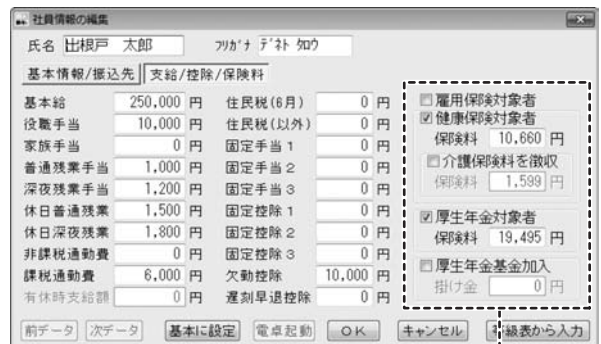 社員情報の編集
氏名 出根戸 太郎 フリガナ デネト タロウ
基本情報/振込先 支給/控除/保険料
基本給 250,000 円 住民税(6月) 0 円 雇用保険対象者
役職手当 10,000 円 住民税(以外) 0 円 健康保険対象者
家族手当 0 円 固定手当1 0 円 保険料 10,660 円
普通残業手当 1,000 円 固定手当2 0 円 介護保険料を徴収
深夜残業手当 1,200 円 固定手当3 0 円 保険料 1,599 円
休日普通残業 1,500 円 固定控除1 0 円 厚生年金対象者
休日深夜残業 1,800 円 固定控除2 0 円 保険料 19,495 円
非課税通勤費 0 円 固定控除3 0 円 厚生年金基金加入
課税通勤費 6,000 円 欠勤控除 10,000 円 掛け金 0 円
有休時支給額 0 円 遅刻早退控除 0 円
前データ 次データ 基本に設定 電卓起動 OK キャンセル 等級表から入力